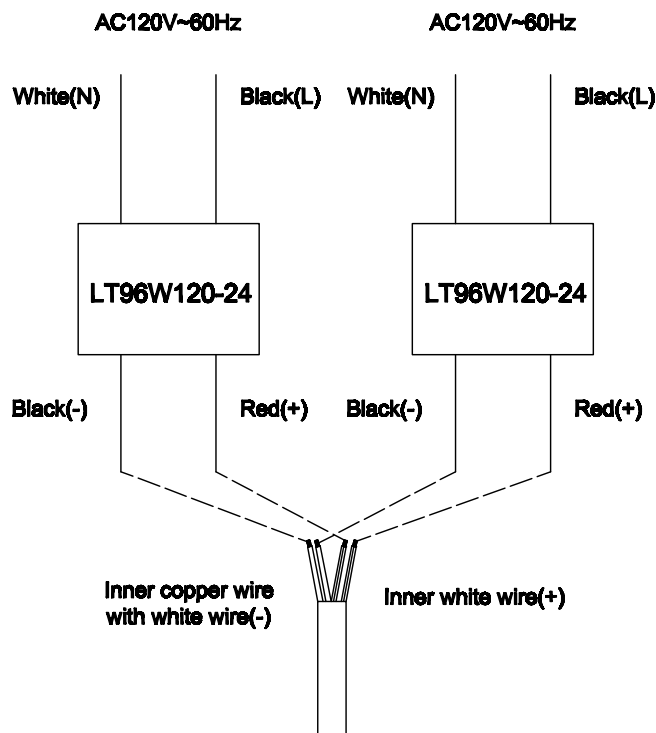 AC120V~60Hz
AC120V~60Hz
White(N)
Black(L)
White(N)
Black(L)
LT96W120-24
LT96W120-24
Black(-)
Red(+)
Black(-)
Red(+)
Inner copper wire
with white wire(-)
Inner white wire(+)